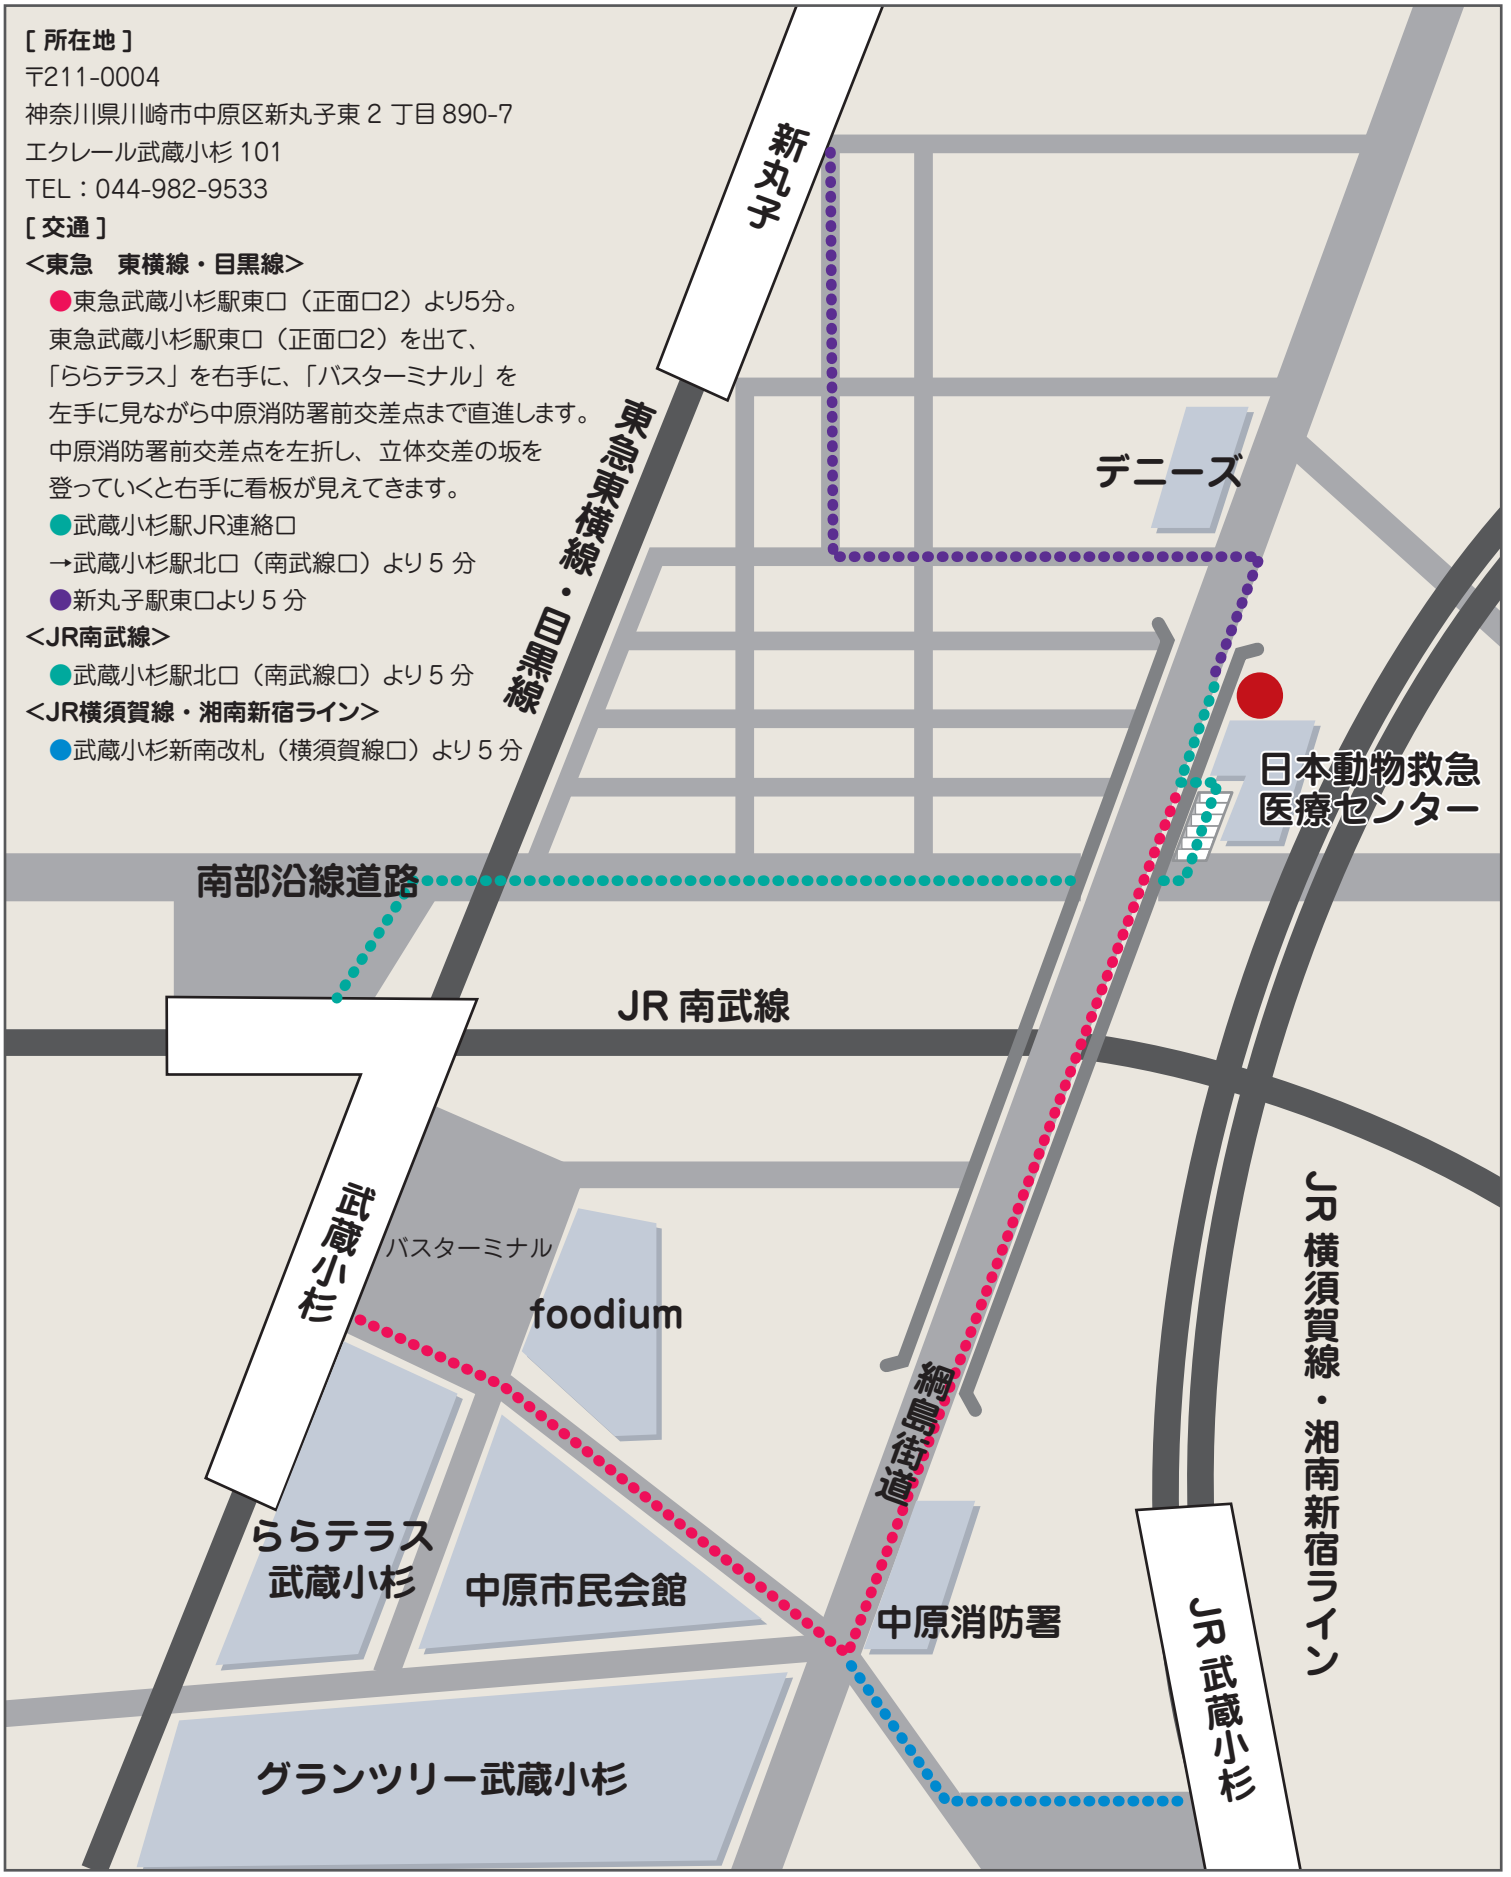 [ 所在地 ]
〒211-0004
神奈川県川崎市中原区新丸子東 2 丁目 890-7
エクレール武蔵小杉 101
TEL：044-982-9533
[ 交通 ]
<東急　東横線・目黒線>
●東急武蔵小杉駅東口（正面口2）より5分。
東急武蔵小杉駅東口（正面口2）を出て、
「ららテラス」を右手に、「バスターミナル」を
左手に見ながら中原消防署前交差点まで直進します。
中原消防署前交差点を左折し、立体交差の坂を
登っていくと右手に看板が見えてきます。
●武蔵小杉駅JR連絡口
→武蔵小杉駅北口（南武線口）より 5 分
●新丸子駅東口より 5 分
<JR南武線>
●武蔵小杉駅北口（南武線口）より 5 分
<JR横須賀線・湘南新宿ライン>
●武蔵小杉新南改札（横須賀線口）より 5 分
新丸子
東急東横線・目黒線
デニーズ
日本動物救急
医療センター
南部沿線道路
JR 南武線
武蔵小杉
バスターミナル
foodium
綱島街道
JR 横須賀線・湘南新宿ライン
ららテラス
武蔵小杉
中原市民会館
中原消防署
JR 武蔵小杉
グランツリー武蔵小杉